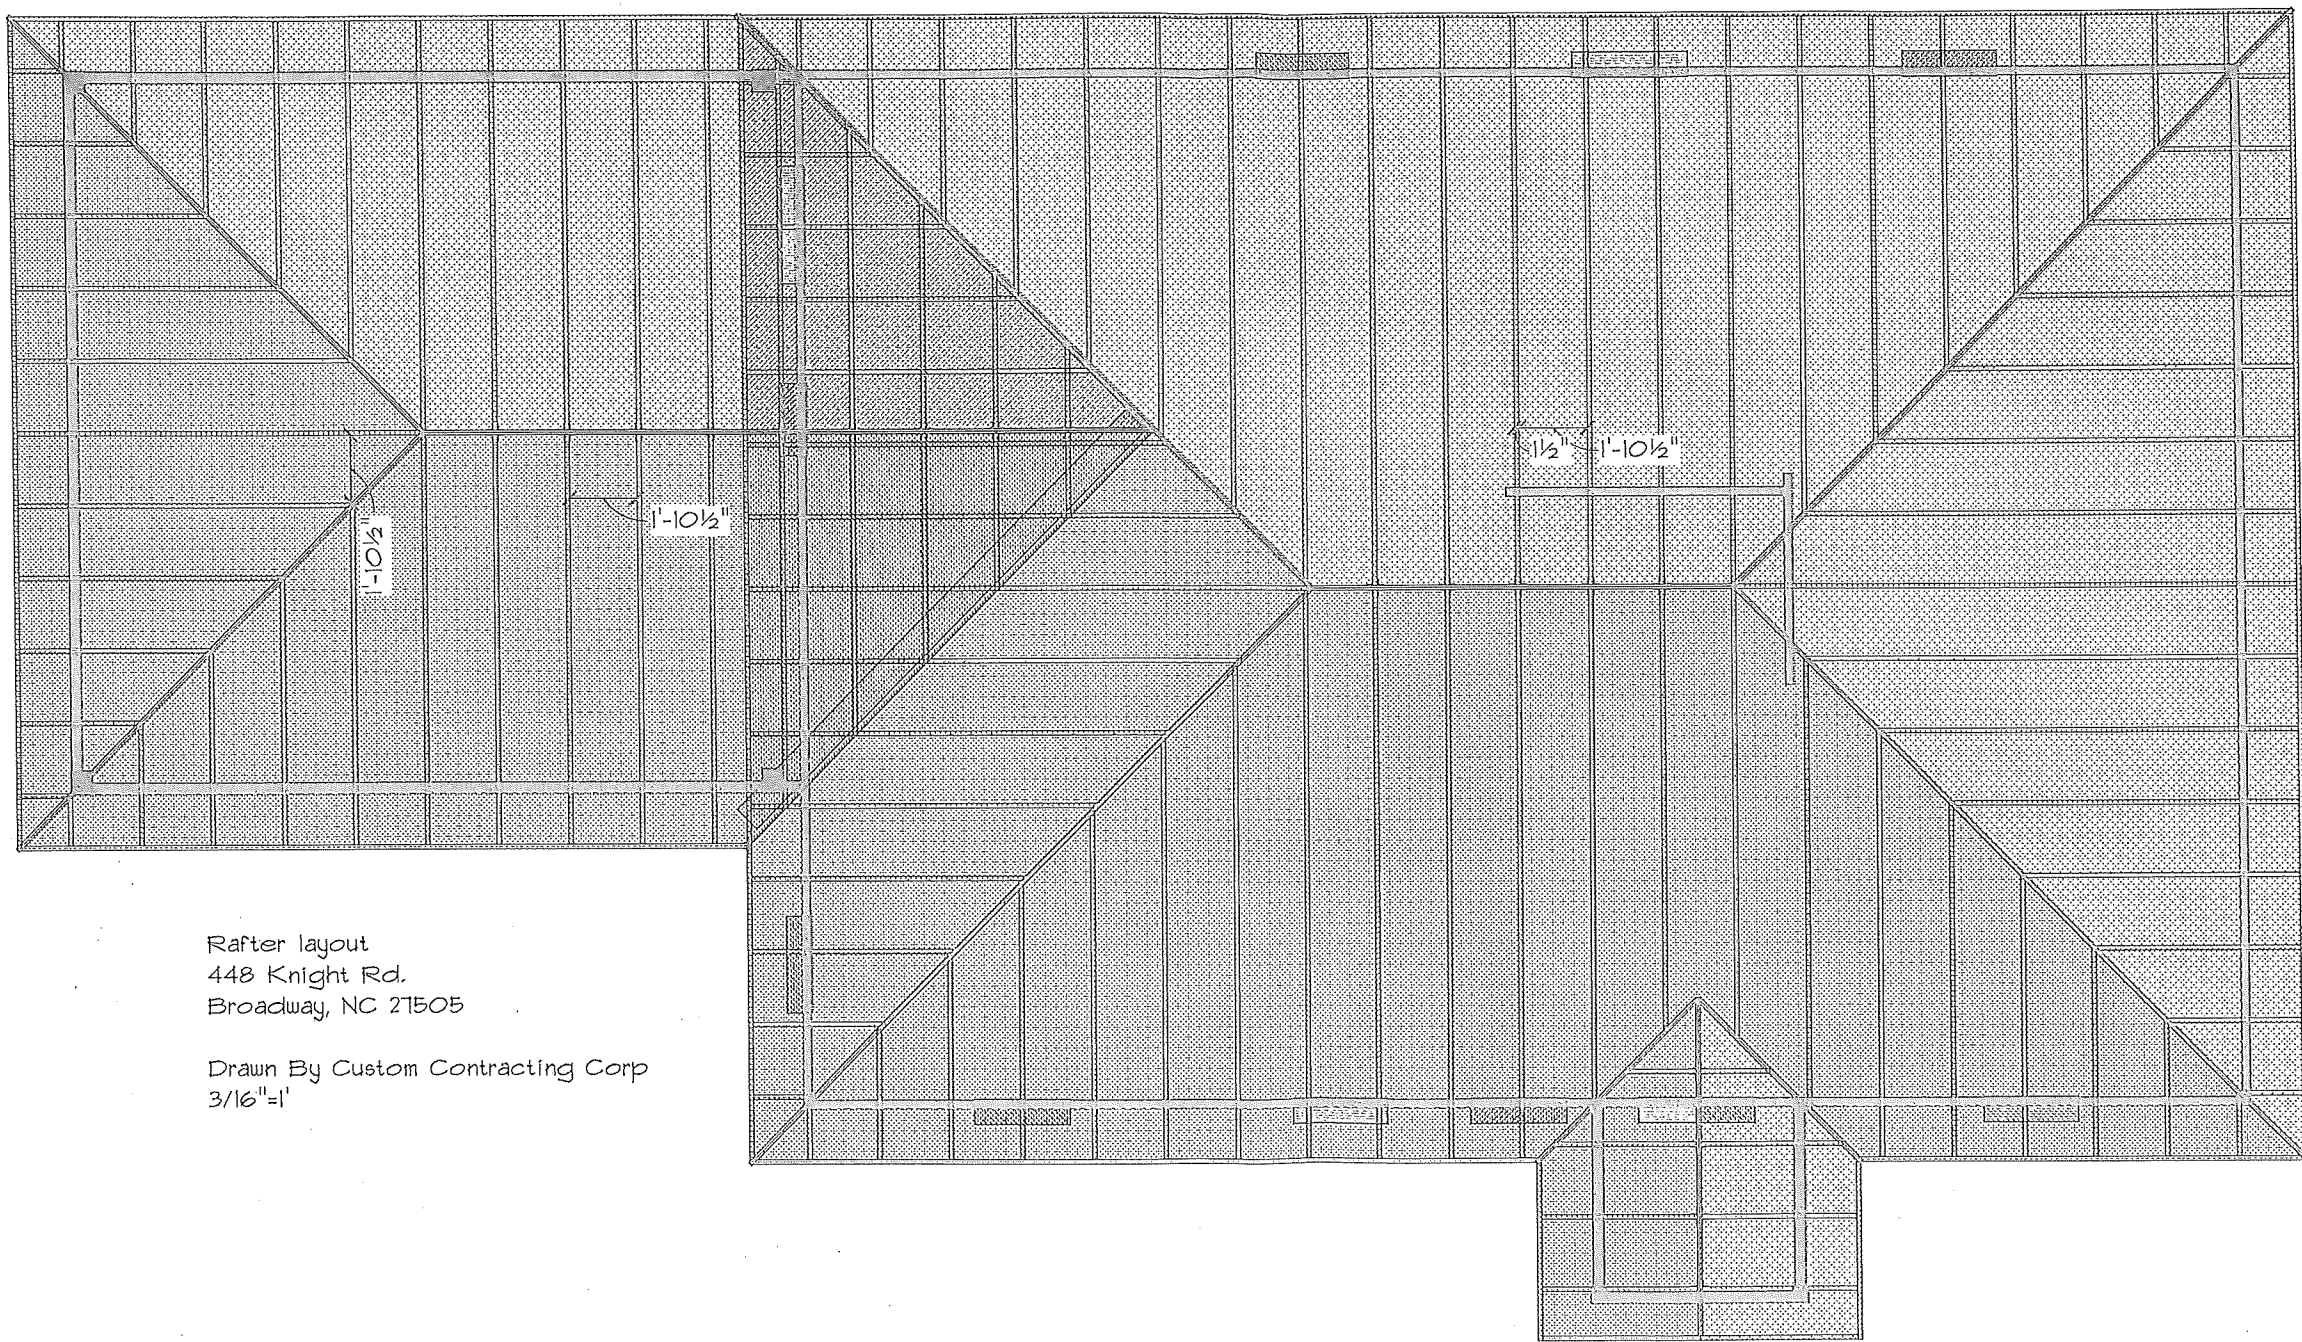 1½" 1'-10½"
1'-10½"
1'-10½"
Rafter layout
448 Knight Rd.
Broadway, NC 27505
Drawn By Custom Contracting Corp
3/16"=1'